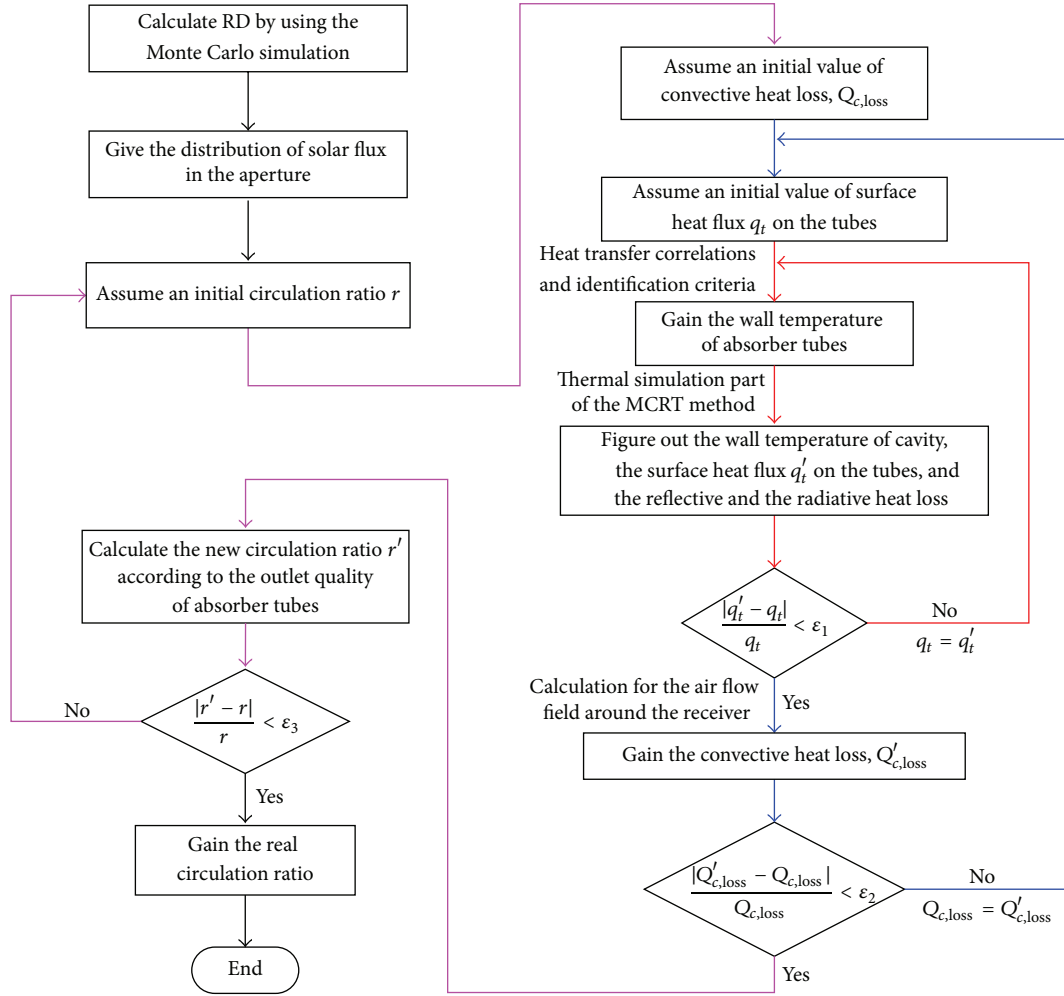 Calculate RD by using the
Monte Carlo simulation
Give the distribution of solar flux
in the aperture
Assume an initial circulation ratio r
Assume an initial value of
convective heat loss, Q_{c,loss}
Assume an initial value of surface
heat flux q_t on the tubes
Heat transfer correlations
and identification criteria
Gain the wall temperature
of absorber tubes
Thermal simulation part
of the MCRT method
Figure out the wall temperature of cavity,
the surface heat flux q′_t on the tubes, and
the reflective and the radiative heat loss
|q′_t − q_t|
q_t
< ε_1
No
q_t = q′_t
Yes
Calculation for the air flow
field around the receiver
Gain the convective heat loss, Q′_{c,loss}
|Q′_{c,loss} − Q_{c,loss}|
Q_{c,loss}
< ε_2
No
Q_{c,loss} = Q′_{c,loss}
Yes
Calculate the new circulation ratio r′
according to the outlet quality
of absorber tubes
|r′ − r|
r
< ε_3
No
Yes
Gain the real
circulation ratio
End